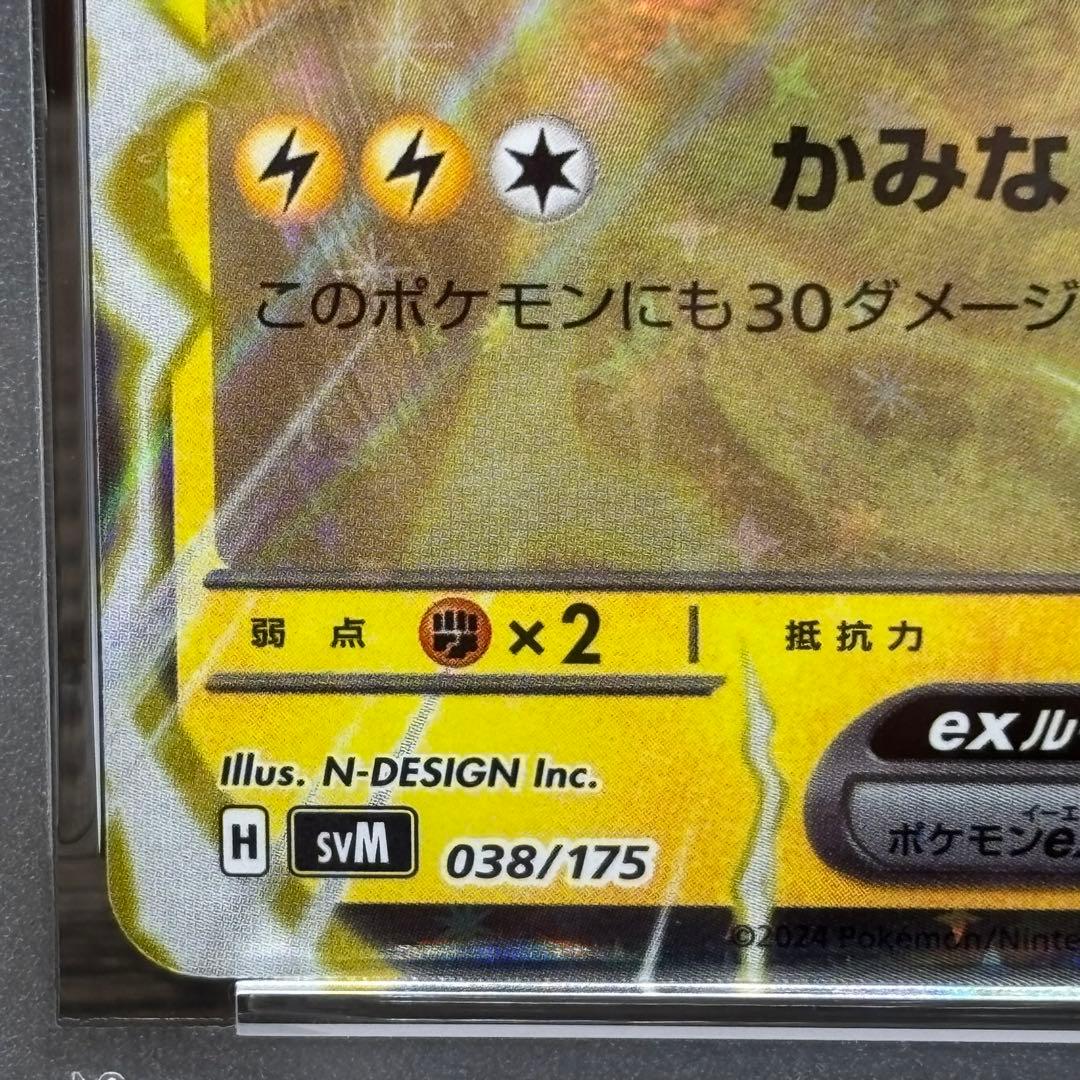 かみな
このポケモンにも30ダメージ
弱点 ×2 抵抗力
exル
イーエ
ポケモンe
Illus. N-DESIGN Inc.
H svM 038/175
©2024 Pokémon/Ninte